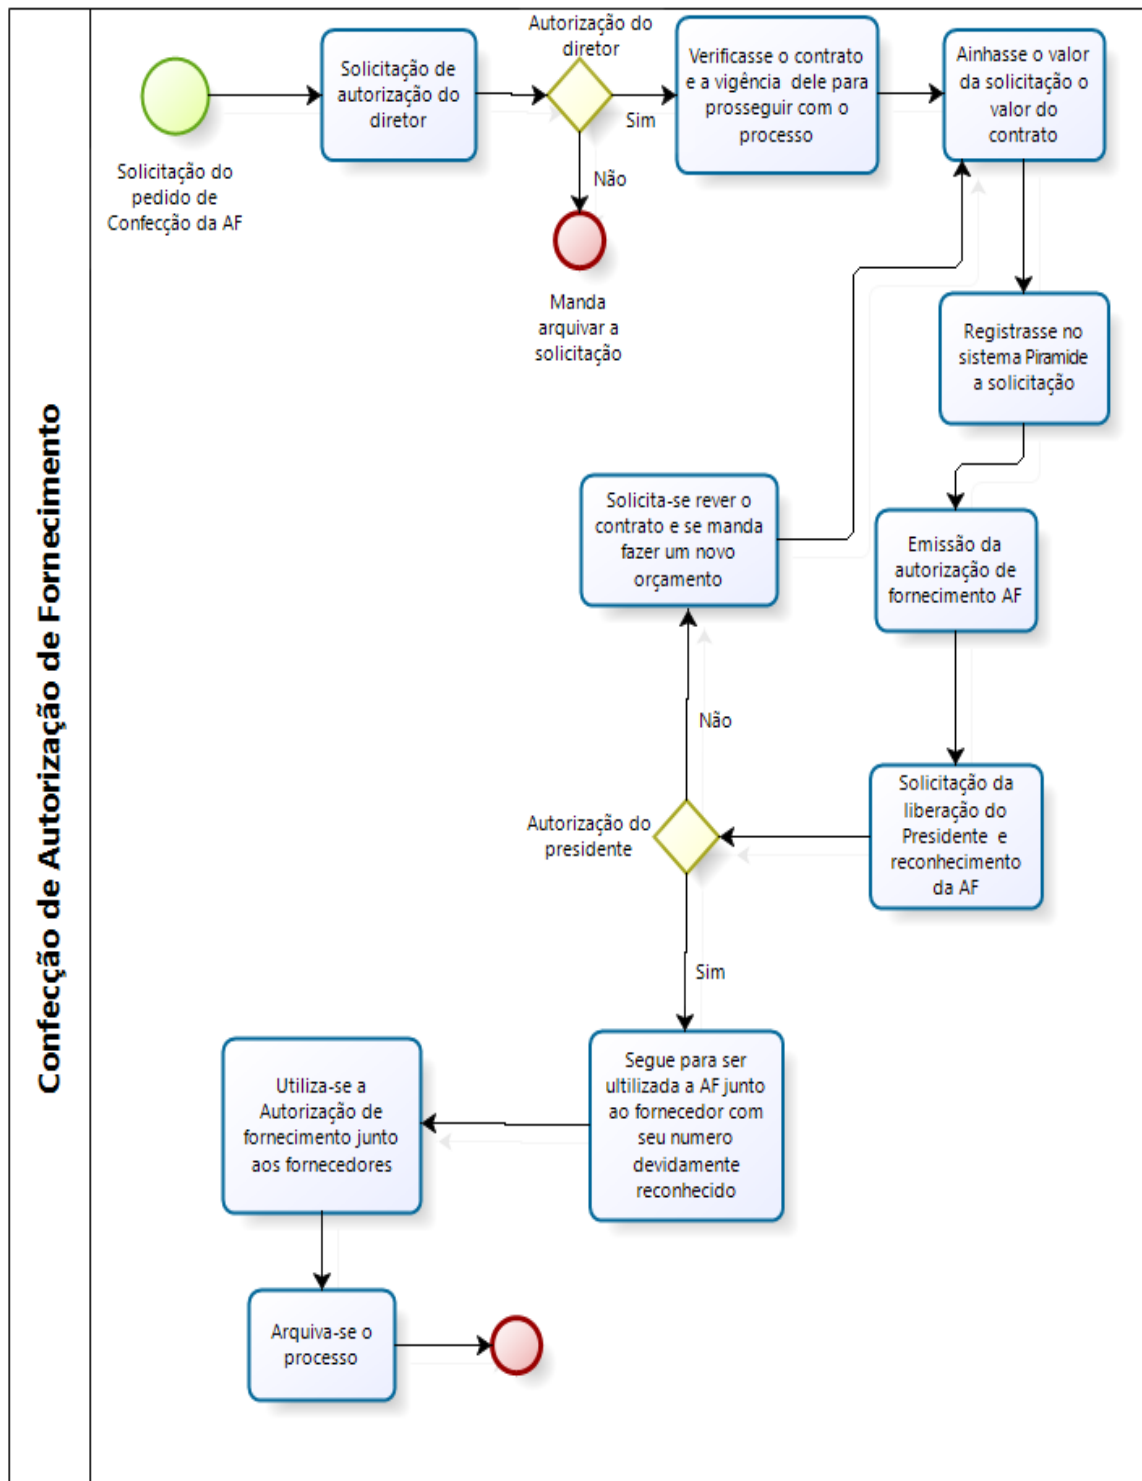 Confecção de Autorização de Fornecimento
Solicitação do
pedido de
Confecção da AF
Solicitação de
autorização do
diretor
Autorização do
diretor
Sim
Não
Manda
arquivar a
solicitação
Verificasse o contrato
e a vigência dele para
prosseguir com o
processo
Ainhasse o valor
da solicitação o
valor do
contrato
Registrasse no
sistema Piramide
a solicitação
Emissão da
autorização de
fornecimento AF
Solicitação da
liberação do
Presidente e
reconhecimento
da AF
Autorização do
presidente
Não
Solicita-se rever o
contrato e se manda
fazer um novo
orçamento
Sim
Segue para ser
ultilizada a AF junto
ao fornecedor com
seu numero
devidamente
reconhecido
Utiliza-se a
Autorização de
fornecimento junto
aos fornecedores
Arquiva-se o
processo